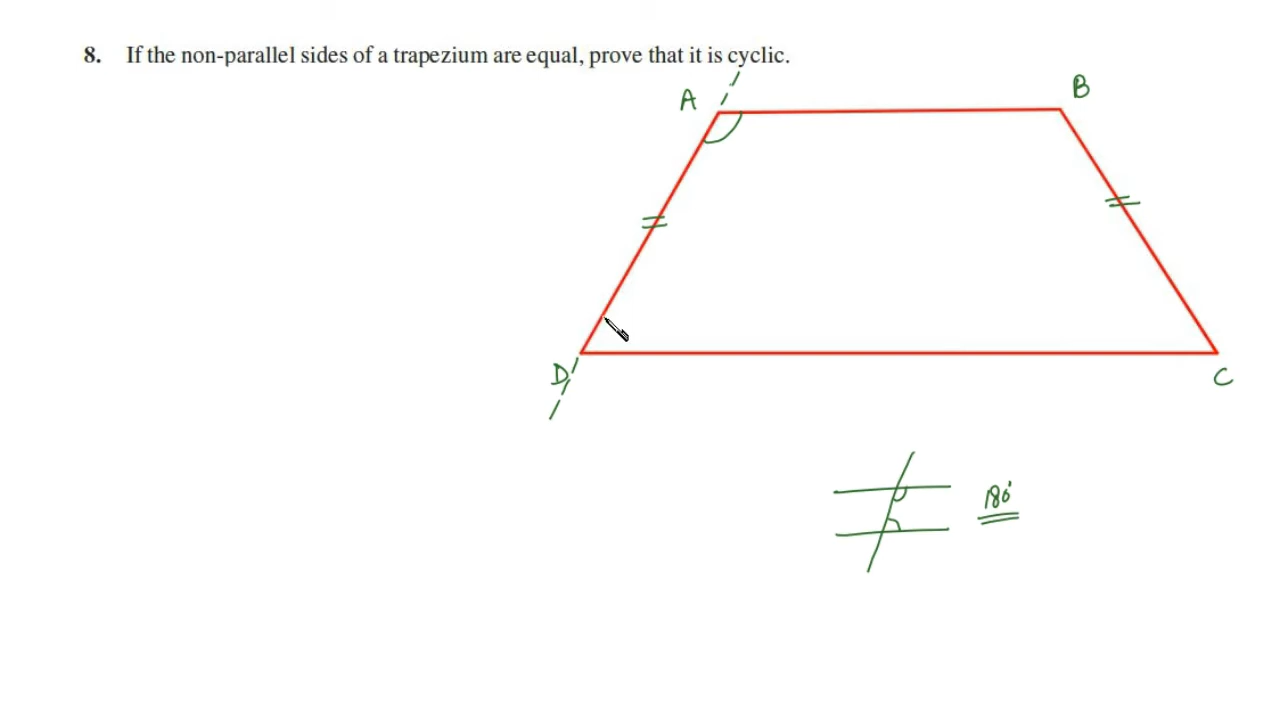 8. If the non-parallel sides of a trapezium are equal, prove that it is cyclic.
A
B
D
C
180°